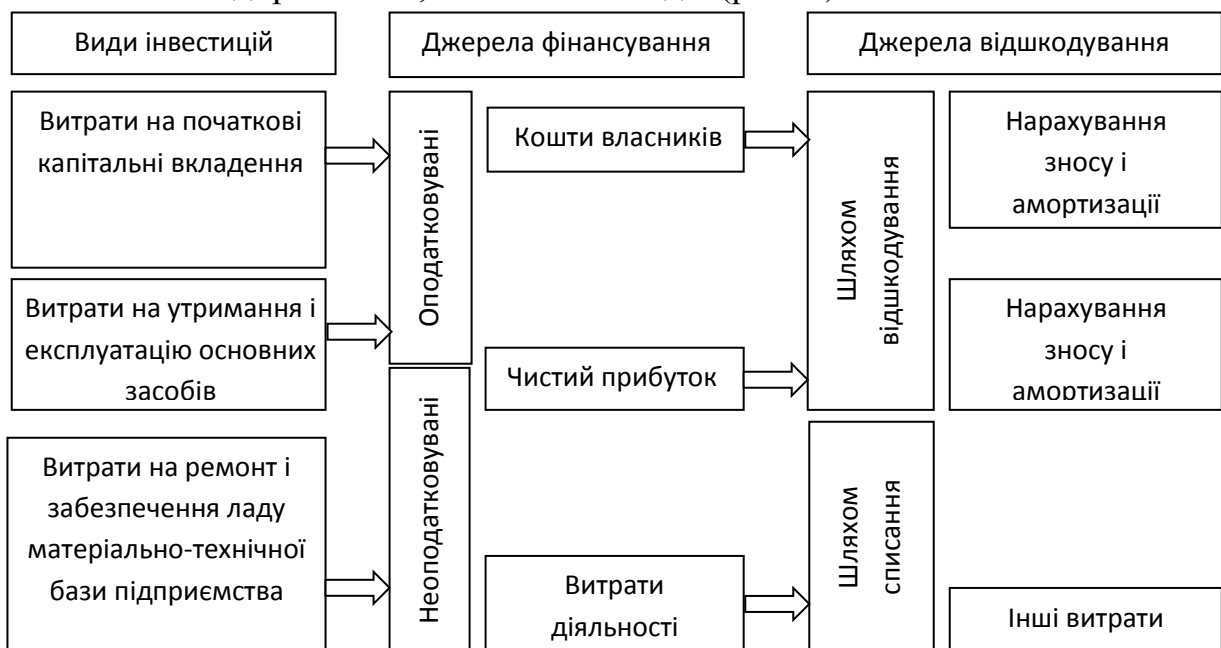 Види інвестицій
Джерела фінансування
Джерела відшкодування
Витрати на початкові
капітальні вкладення
Витрати на утримання і
експлуатацію основних
засобів
Витрати на ремонт і
забезпечення ладу
матеріально-технічної
бази підприємства
Оподатковувані
Неоподатковувані
Кошти власників
Чистий прибуток
Витрати
діяльності
Шляхом
відшкодування
Шляхом
списання
Нарахування
зносу і
амортизації
Нарахування
зносу і
амортизації
Інші витрати